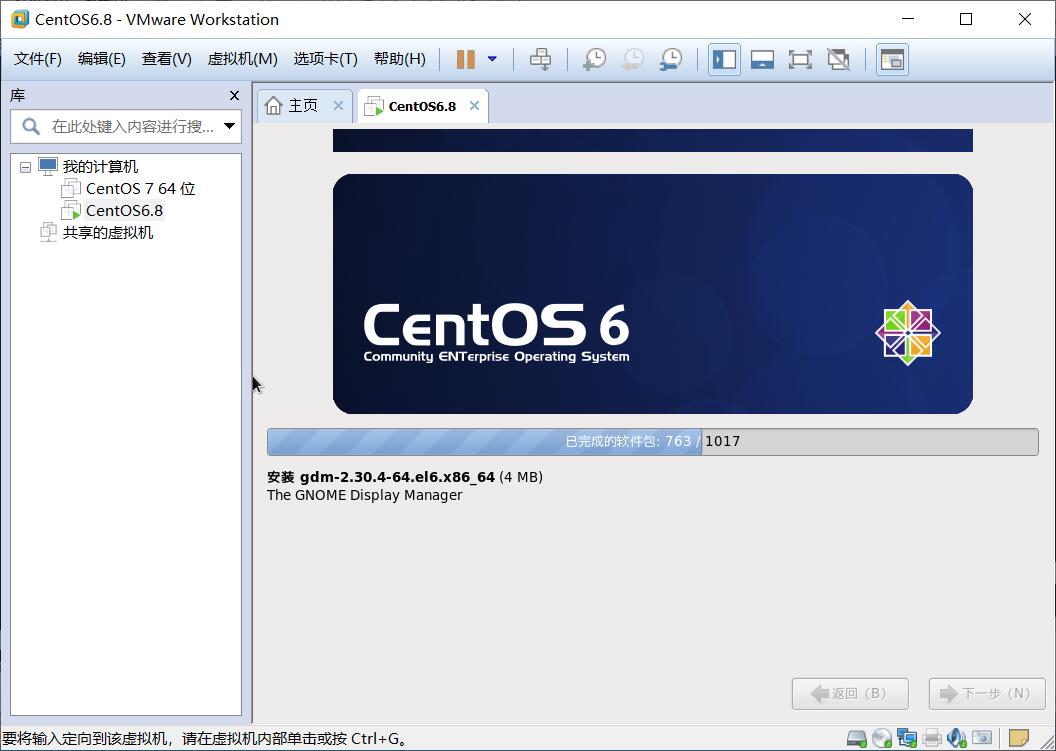 CentOS6.8 - VMware Workstation
文件(F) 编辑(E) 查看(V) 虚拟机(M) 选项卡(T) 帮助(H)
库
在此处键入内容进行搜...
我的计算机
CentOS 7 64 位
CentOS6.8
共享的虚拟机
主页
CentOS6.8
CentOS 6
Community ENTerprise Operating System
已完成的软件包: 763 / 1017
安装 gdm-2.30.4-64.el6.x86_64 (4 MB)
The GNOME Display Manager
返回（B）
下一步（N）
要将输入定向到该虚拟机，请在虚拟机内部单击或按 Ctrl+G。